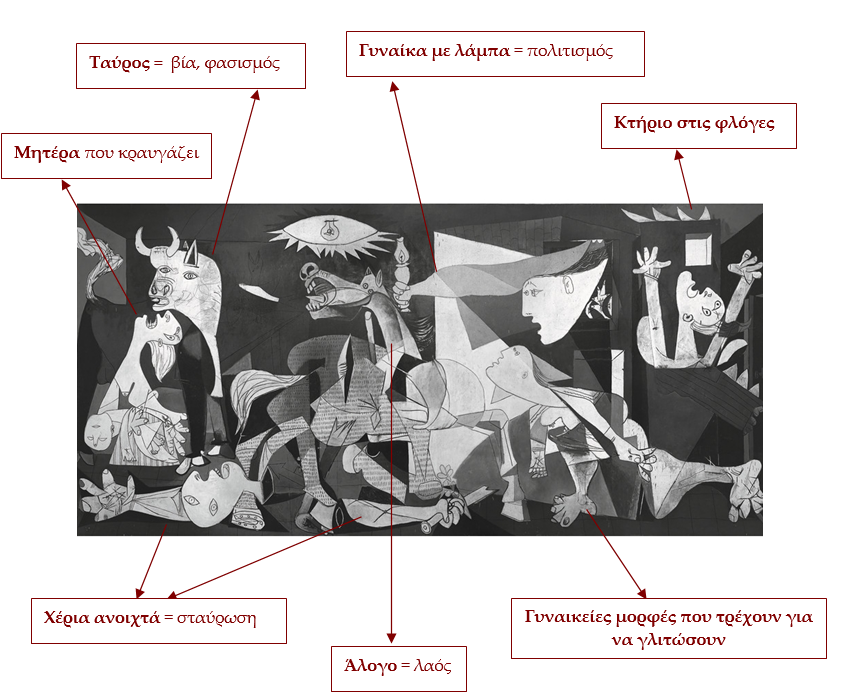 Γυναίκα με λάμπα = πολιτισμός
Ταύρος = βία, φασισμός
Κτήριο στις φλόγες
Μητέρα που κραυγάζει
Χέρια ανοιχτά = σταύρωση
Γυναικείες μορφές που τρέχουν για
να γλιτώσουν
Άλογο = λαός